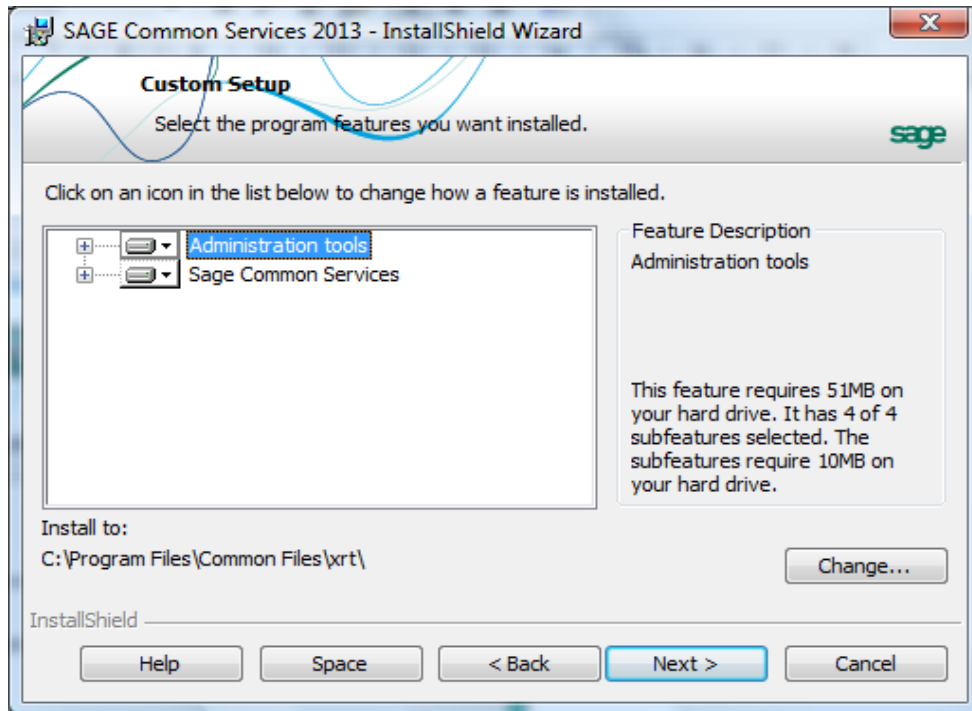 SAGE Common Services 2013 - InstallShield Wizard
Custom Setup
Select the program features you want installed.
sage
Click on an icon in the list below to change how a feature is installed.
Administration tools
Sage Common Services
Feature Description
Administration tools
This feature requires 51MB on
your hard drive. It has 4 of 4
subfeatures selected. The
subfeatures require 10MB on
your hard drive.
Install to:
C:\Program Files\Common Files\xrt\
Change...
InstallShield
Help
Space
< Back
Next >
Cancel